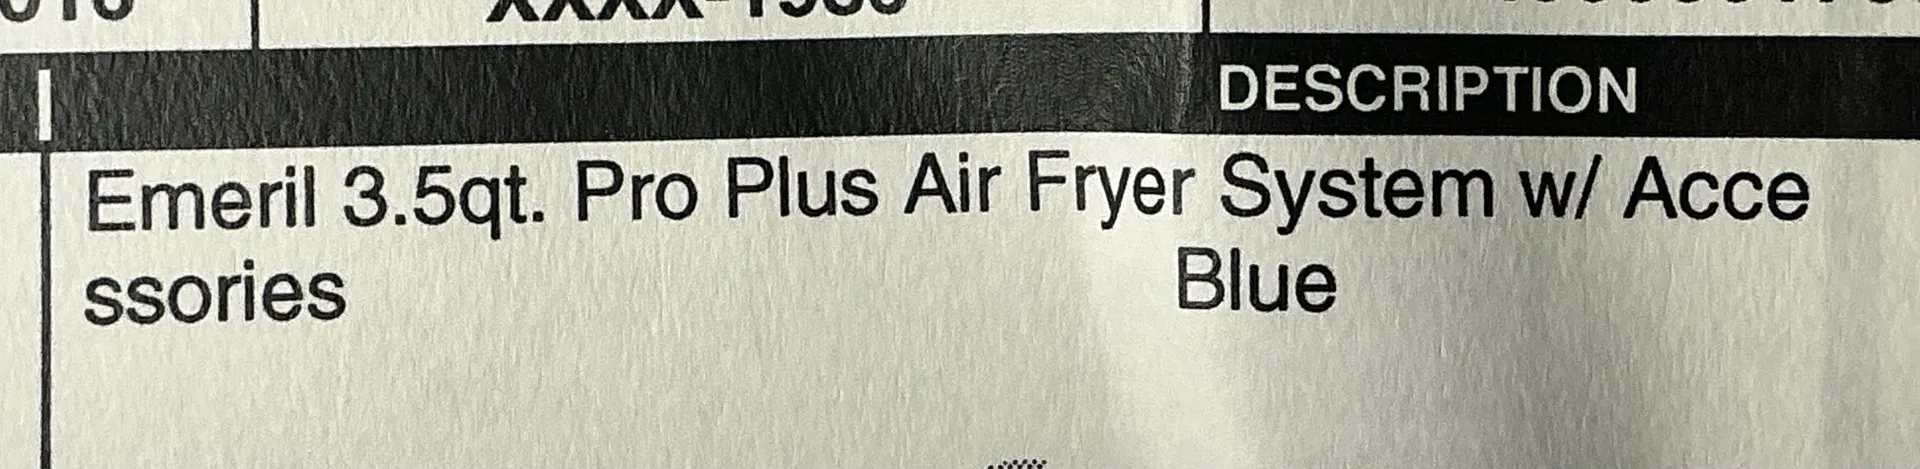 DESCRIPTION
Emeril 3.5qt. Pro Plus Air Fryer System w/ Acce
ssories Blue